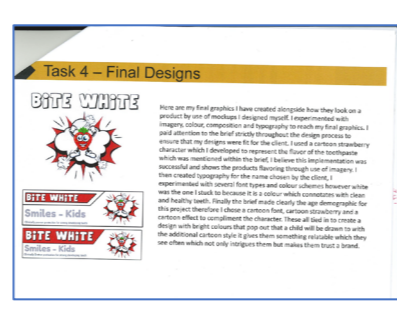 Task 4 – Final Designs
BiTE WHiTE
Here are my final graphics I have created alongside how they look on a
product by use of mockups I designed myself. I experimented with
imagery, colour, composition and typography to reach my final graphics. I
paid attention to the brief strictly throughout the design process to
ensure that my designs were fit for the client. I used a cartoon strawberry
character which I developed to represent the flavor of the toothpaste
which was mentioned within the brief, I believe this implementation was
successful and shows the products flavoring through use of imagery. I
then created typography for the name chosen by the client, I
experimented with several font types and colour schemes however white
was the one I stuck to because it is a colour which connotates with clean
and healthy teeth. Finally the brief made clearly the age demographic for
this project therefore I chose a cartoon font, cartoon strawberry and a
cartoon effect to compliment the character. These all tied in to create a
design with bright colours that pop out that a child will be drawn to with
the additional cartoon style it gives them something relatable which they
see often which not only intrigues them but makes them trust a brand.
BiTE WHiTE
Smiles - Kids
BiTE WHiTE
Smiles - Kids